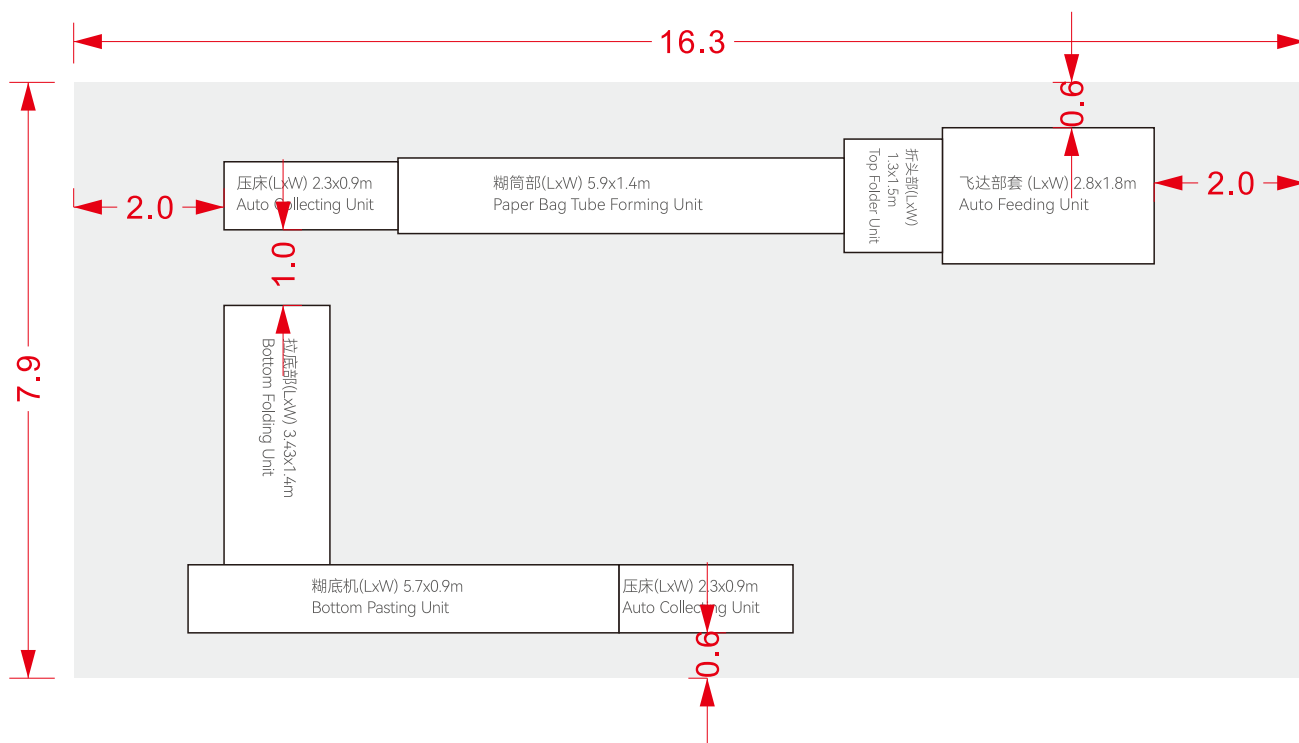 16.3
0.6
7.9
2.0
压床(LxW) 2.3x0.9m
Auto Collecting Unit
糊筒部(LxW) 5.9x1.4m
Paper Bag Tube Forming Unit
折头部(LxW)
1.3x1.5m
Top Folder Unit
飞达部套 (LxW) 2.8x1.8m
Auto Feeding Unit
2.0
1.0
拉底部(LxW) 3.43x1.4m
Bottom Folding Unit
糊底机(LxW) 5.7x0.9m
Bottom Pasting Unit
压床(LxW) 2.3x0.9m
Auto Collecting Unit
0.6